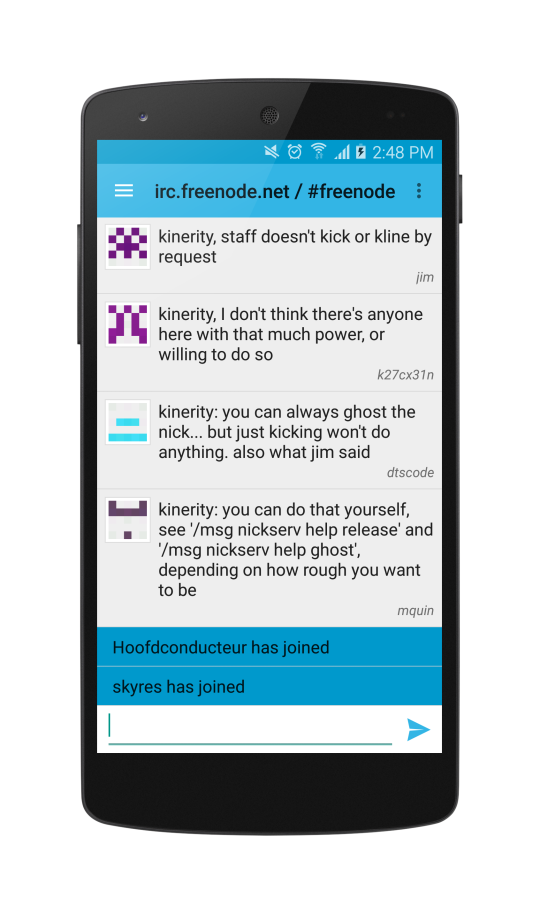 2:48 PM
irc.freenode.net / #freenode
kinerity, staff doesn't kick or kline by
request
jim
kinerity, I don't think there's anyone
here with that much power, or
willing to do so
k27cx31n
kinerity: you can always ghost the
nick... but just kicking won't do
anything. also what jim said
dtscode
kinerity: you can do that yourself,
see '/msg nickserv help release' and
'/msg nickserv help ghost',
depending on how rough you want
to be
mquin
Hoofdconducteur has joined
skyres has joined